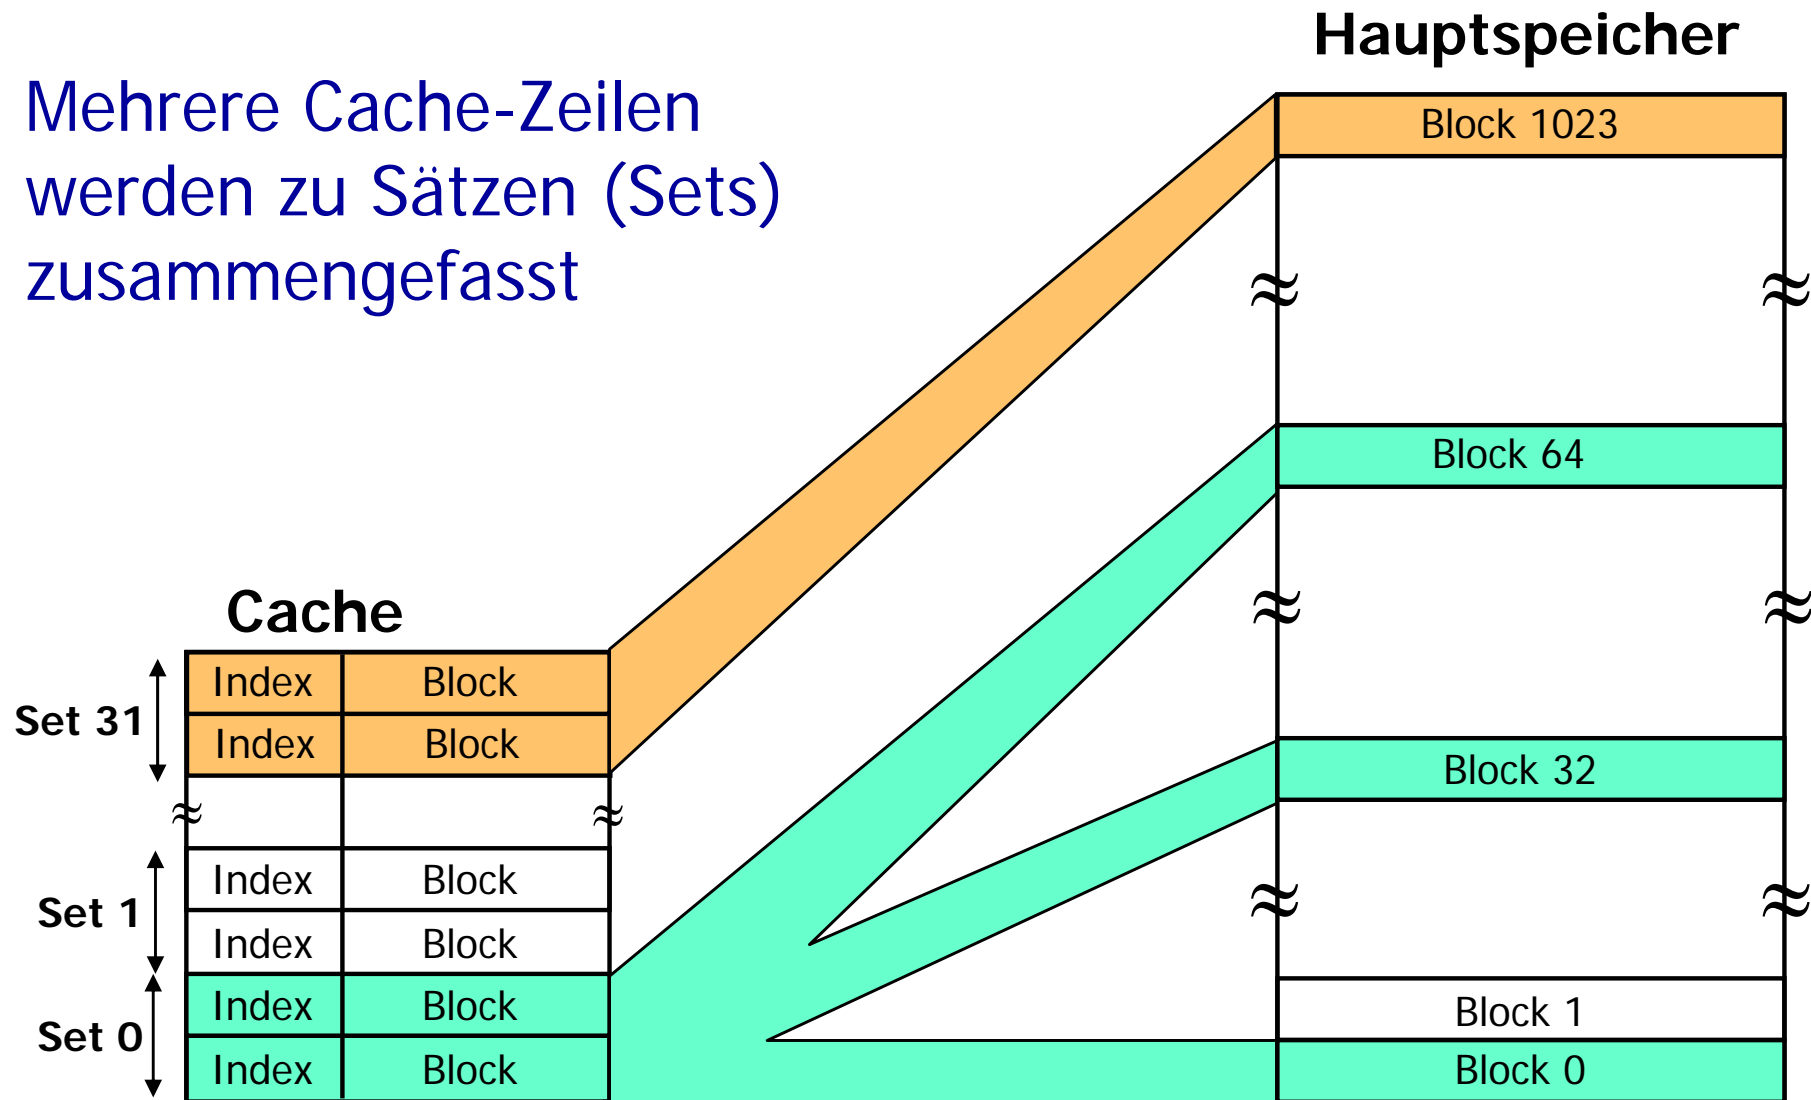 Hauptspeicher
Mehrere Cache-Zeilen
werden zu Sätzen (Sets)
zusammengefasst
Block 1023
Block 64
Block 32
Block 1
Block 0
Cache
Set 31
Index Block
Index Block
Set 1
Index Block
Index Block
Set 0
Index Block
Index Block